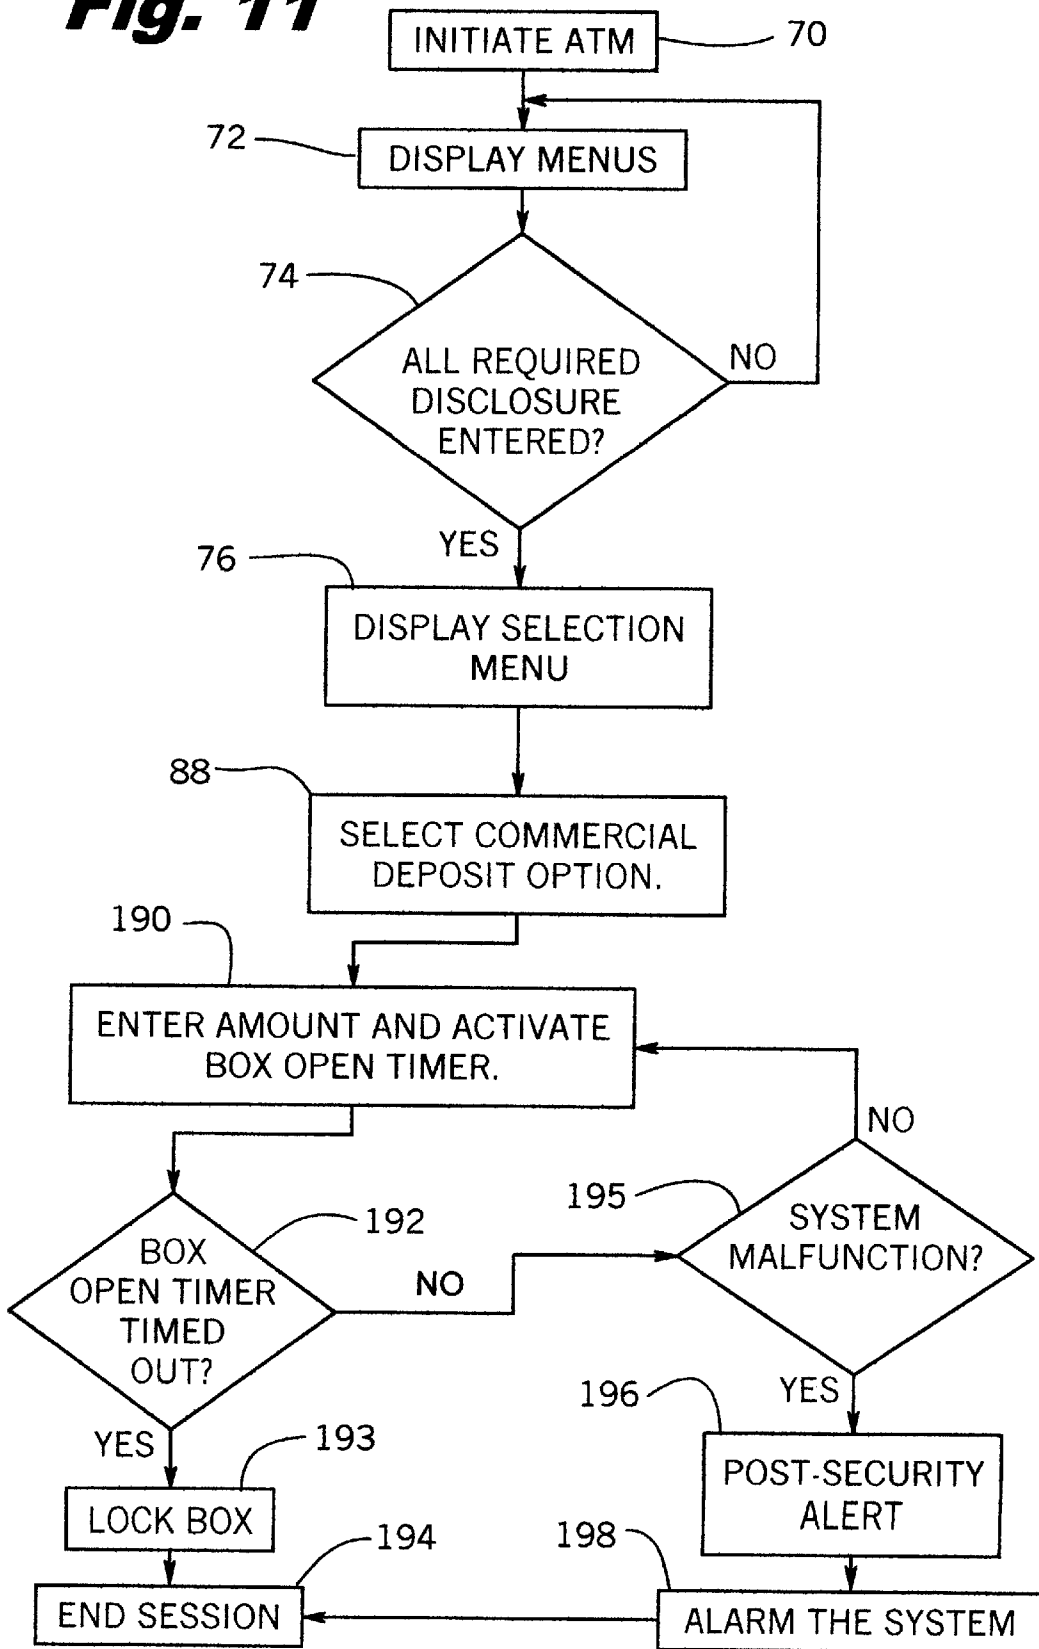 Fig. 11
INITIATE ATM
70
72
DISPLAY MENUS
74
ALL REQUIRED
DISCLOSURE
ENTERED?
NO
YES
76
DISPLAY SELECTION
MENU
88
SELECT COMMERCIAL
DEPOSIT OPTION.
190
ENTER AMOUNT AND ACTIVATE
BOX OPEN TIMER.
192
BOX
OPEN TIMER
TIMED
OUT?
NO
195
SYSTEM
MALFUNCTION?
NO
YES
196
POST-SECURITY
ALERT
YES
193
LOCK BOX
194
END SESSION
198
ALARM THE SYSTEM